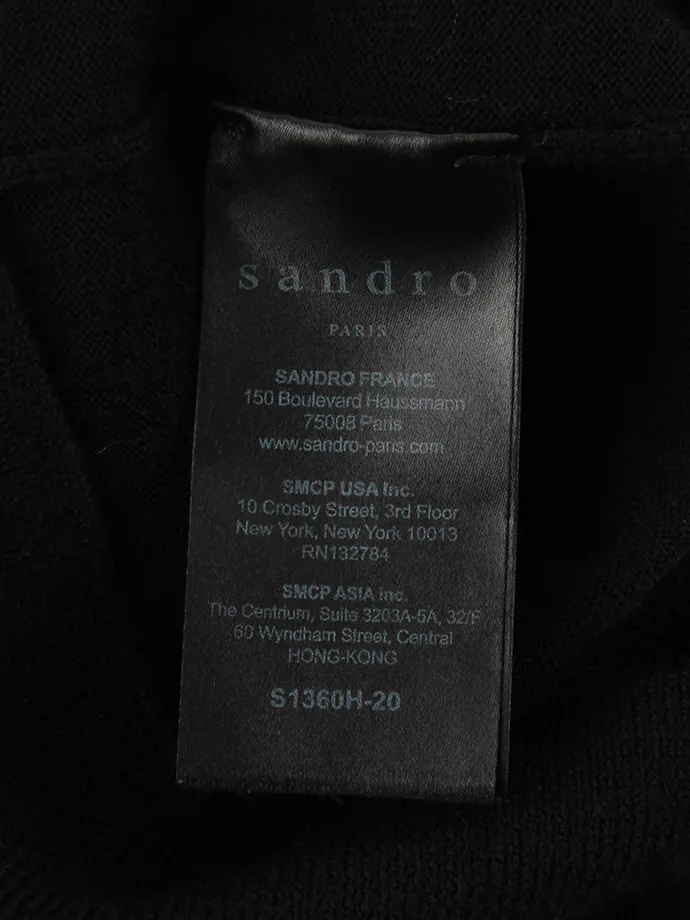 sandro
PARIS
SANDRO FRANCE
150 Boulevard Haussmann
75008 Paris
www.sandro-paris.com
SMCP USA Inc.
10 Crosby Street, 3rd Floor
New York, New York 10013
RN132784
SMCP ASIA Inc.
The Centrium, Suite 3203A-5A, 32/F
60 Wyndham Street, Central
HONG-KONG
S1360H-20